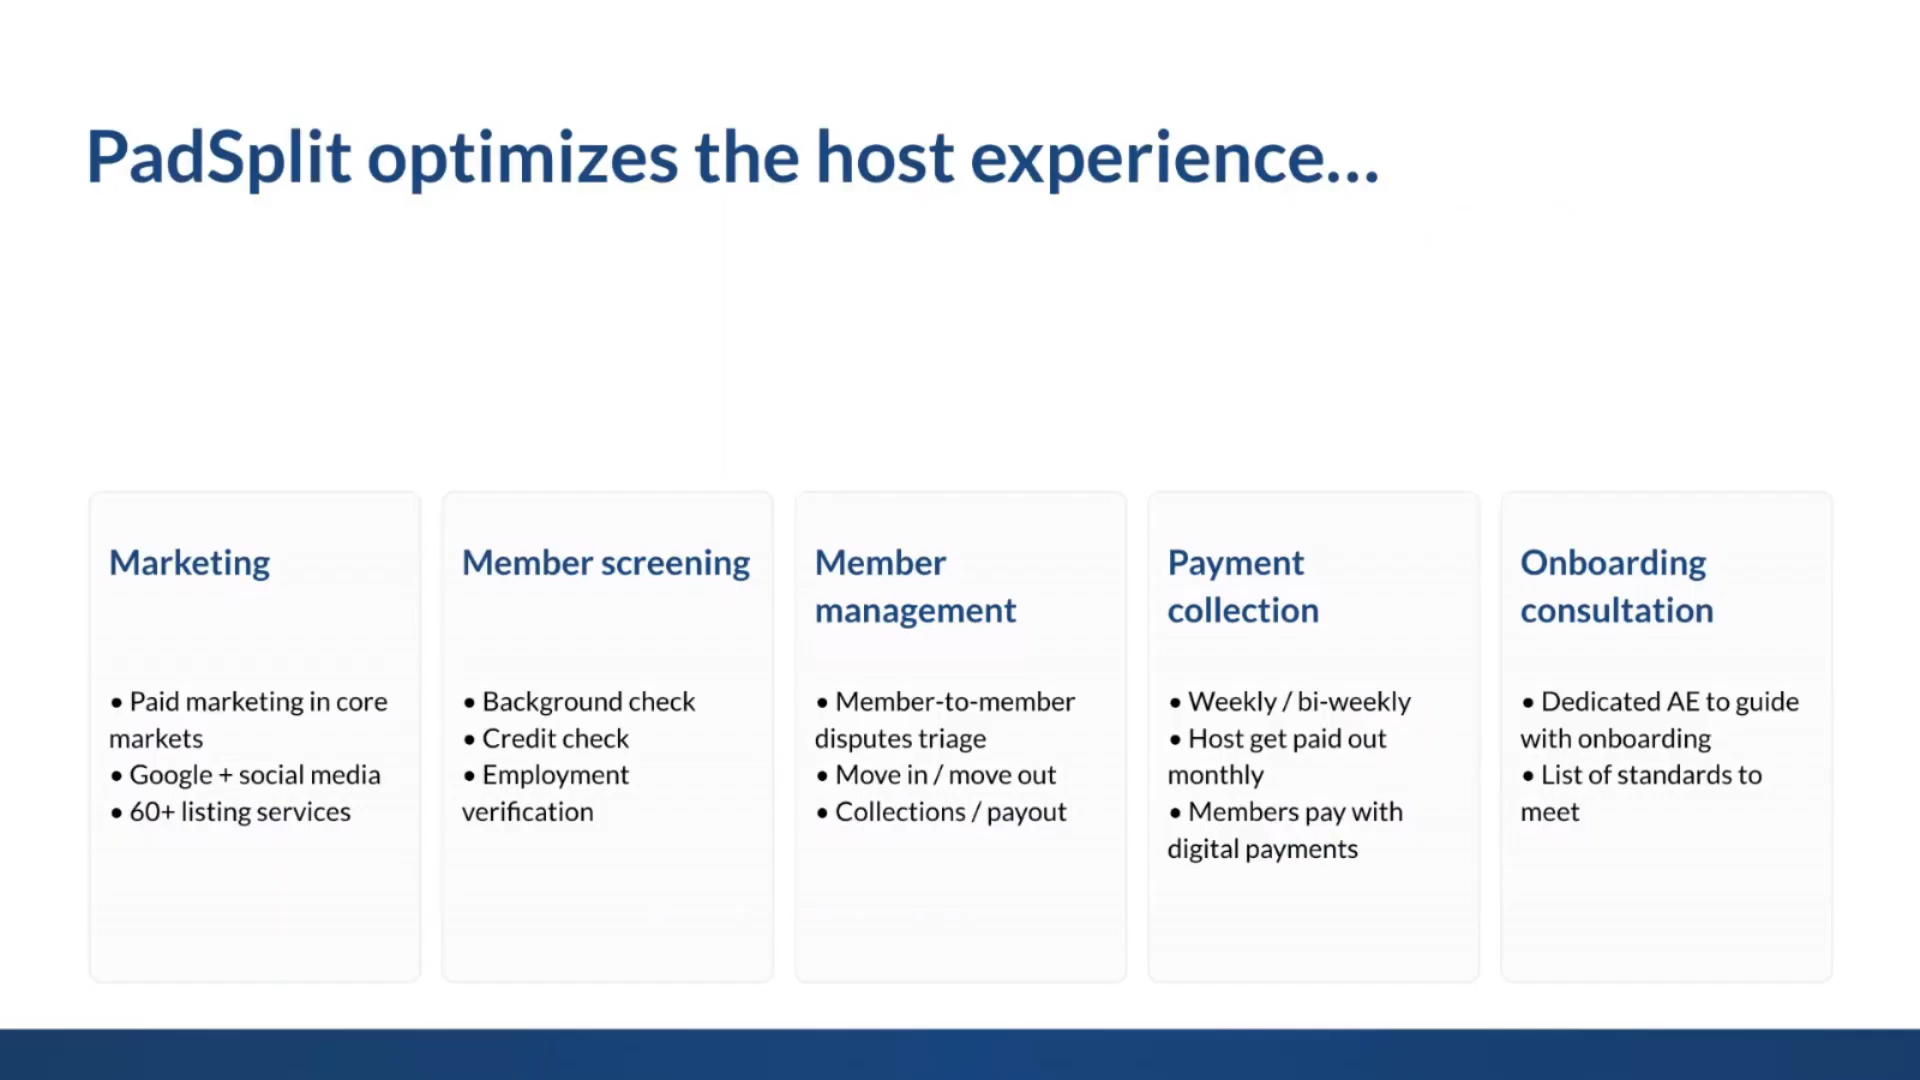 PadSplit optimizes the host experience...
Marketing
• Paid marketing in core
markets
• Google + social media
• 60+ listing services
Member screening
• Background check
• Credit check
• Employment
verification
Member
management
• Member-to-member
disputes triage
• Move in / move out
• Collections / payout
Payment
collection
• Weekly / bi-weekly
• Host get paid out
monthly
• Members pay with
digital payments
Onboarding
consultation
• Dedicated AE to guide
with onboarding
• List of standards to
meet